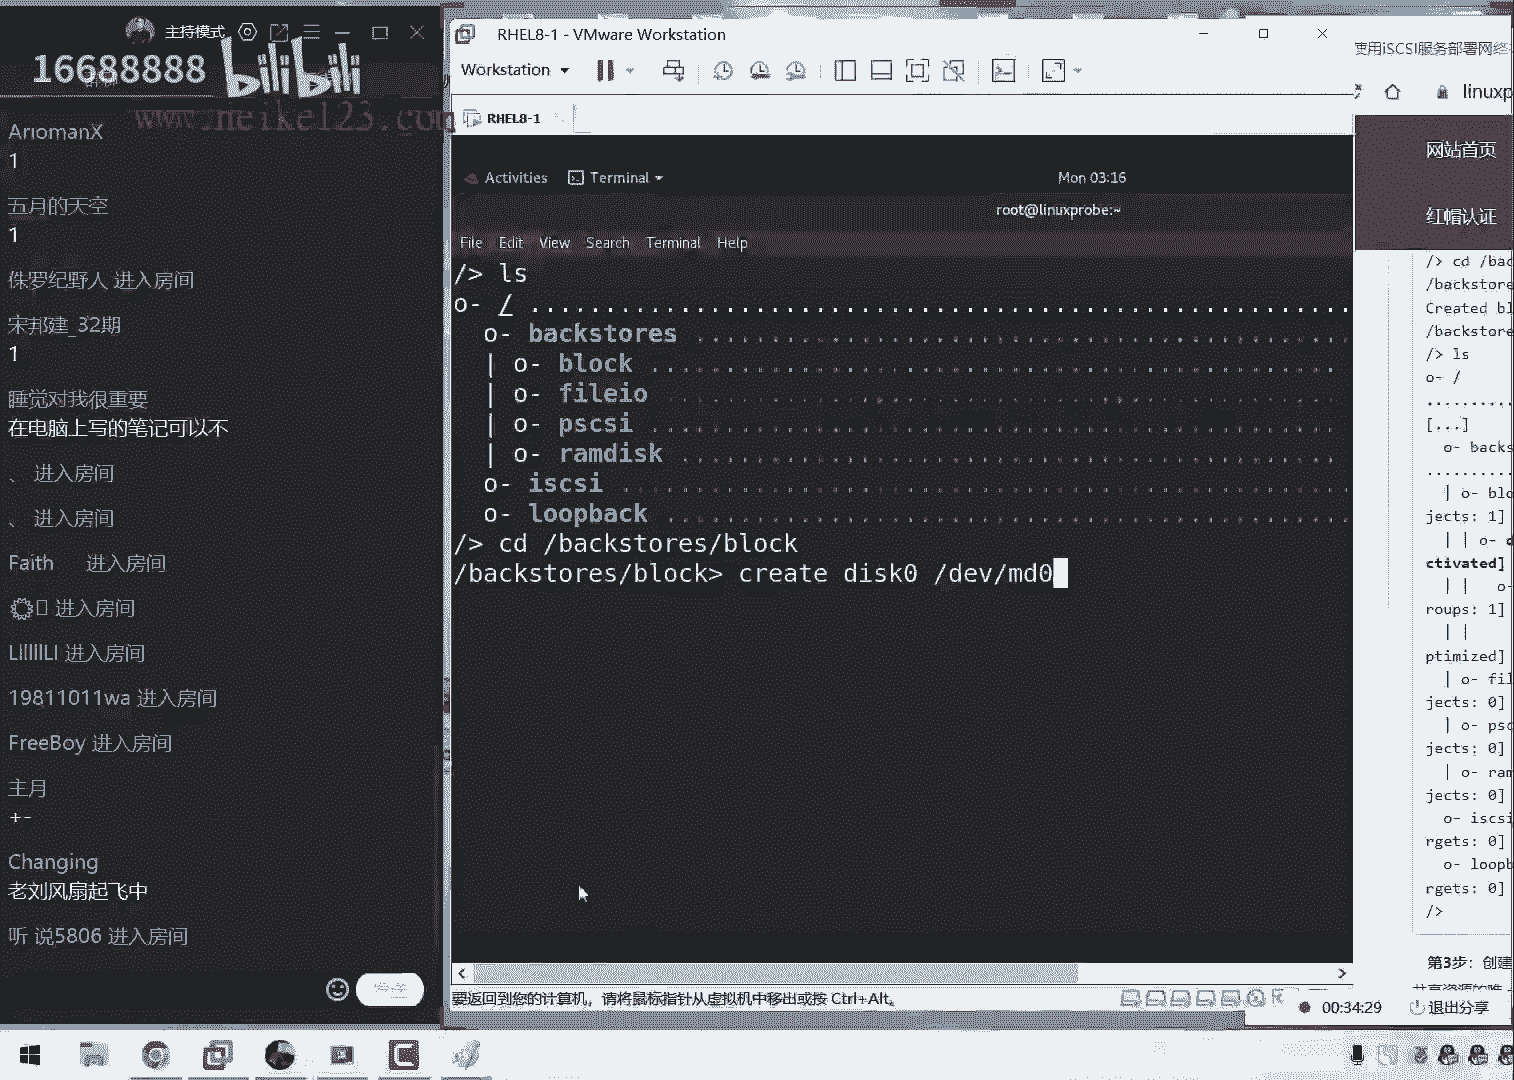 主持模式
16688888
bilibili
AriomanX
1
五月的天空
1
侏罗纪野人 进入房间
宋邦建_32期
1
睡觉对我很重要
在电脑上写的笔记可以不
、 进入房间
、 进入房间
Faith 进入房间
进入房间
LillllLI 进入房间
19811011wa 进入房间
FreeBoy 进入房间
主月
+-
Changing
老刘风扇起飞中
听 说5806 进入房间
RHEL8-1 - VMware Workstation
Workstation
RHEL8-1
Activities
Terminal
Mon 03:16
root@linuxprobe:~
File Edit View Search Terminal Help
/> ls
o- / ......................................................
o- backstores ..........................................
| o- block ..........................................
| o- fileio ..........................................
| o- pscsi ..........................................
| o- ramdisk ..........................................
o- iscsi ..........................................
o- loopback ..........................................
/> cd /backstores/block
/backstores/block> create disk0 /dev/md0
要返回到您的计算机，请将鼠标指针从虚拟机中移出或按 Ctrl+Alt。
使用iSCSI服务部署网络
linuxp
网站首页
红帽认证
/> cd /bac
/backstore
Created bl
/backstore
/> ls
o- /
..........
[...]
o- backs
..........
| o- blo
jects: 1]
| | o- d
ctivated]
| | o-
roups: 1]
| |
ptimized]
| o- fil
jects: 0]
| o- psc
jects: 0]
| o- ram
jects: 0]
o- iscsi
rgets: 0]
o- loopb
rgets: 0]
/>
第3步：创建
00:34:29
退出分享